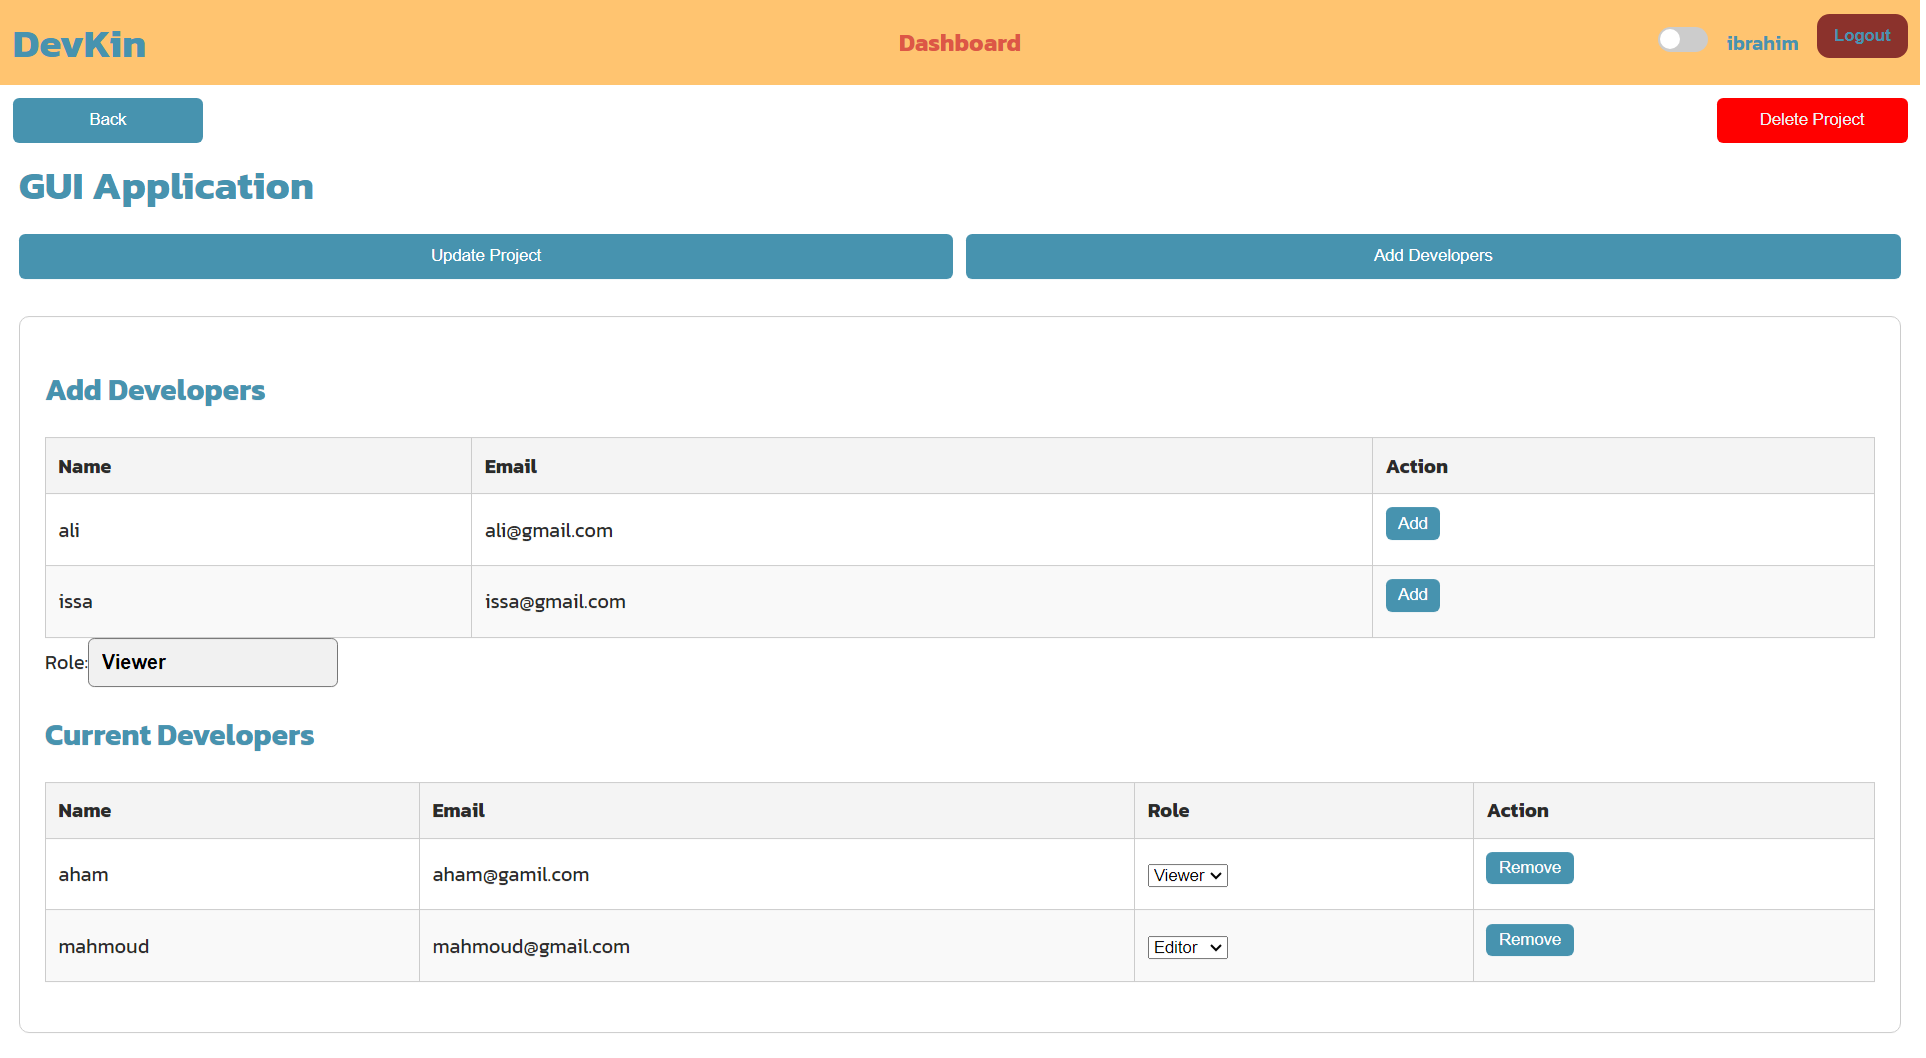 DevKin
Dashboard
ibrahim
Logout
Back
Delete Project
GUI Application
Update Project
Add Developers
Add Developers
Name Email Action
ali ali@gmail.com Add
issa issa@gmail.com Add
Role: Viewer
Current Developers
Name Email Role Action
aham aham@gamil.com Viewer Remove
mahmoud mahmoud@gmail.com Editor Remove